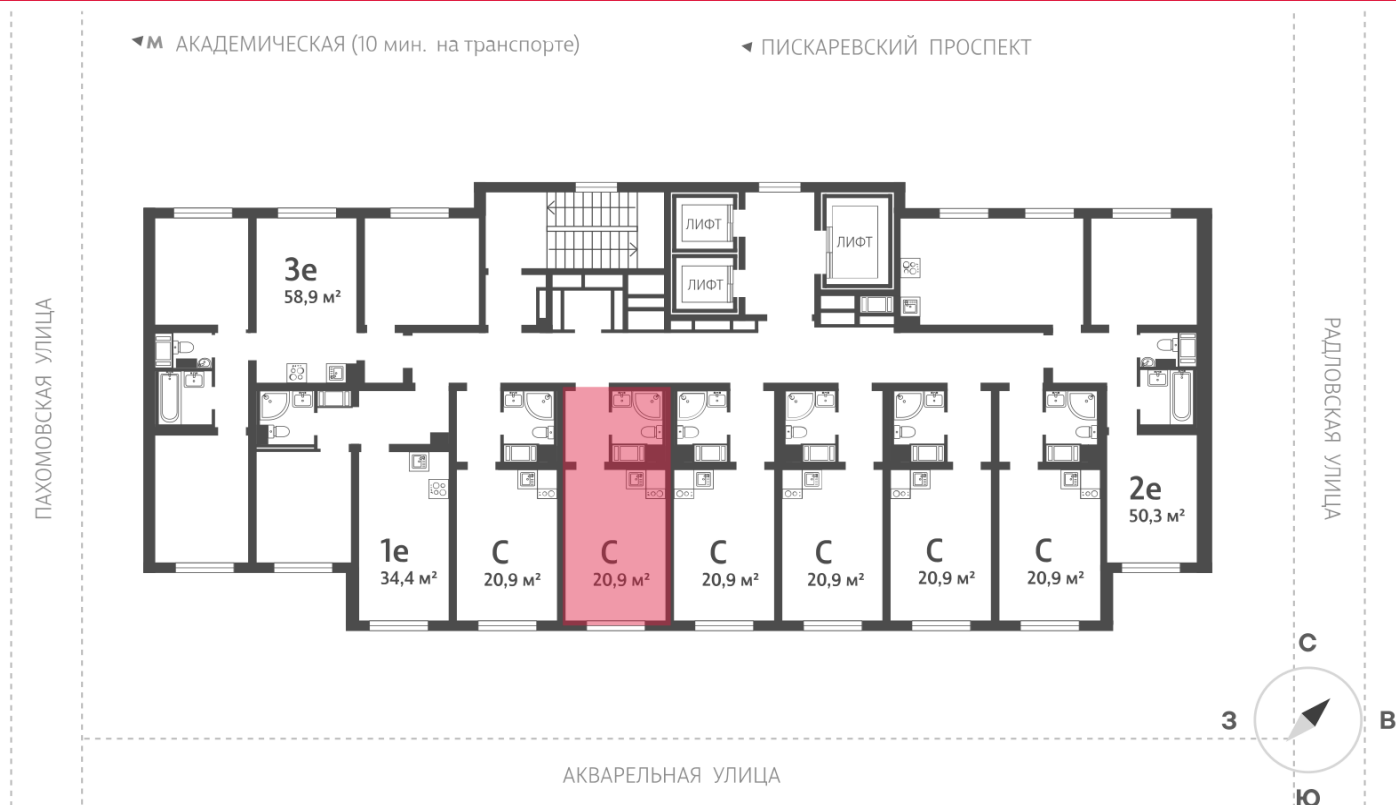 М АКАДЕМИЧЕСКАЯ (10 мин. на транспорте)
ПИСКАРЕВСКИЙ ПРОСПЕКТ
ПАХОМОВСКАЯ УЛИЦА
РАДЛОВСКАЯ УЛИЦА
ЛИФТ
ЛИФТ
ЛИФТ
3е
58,9 м²
2е
50,3 м²
1е
34,4 м²
С
20,9 м²
С
20,9 м²
С
20,9 м²
С
20,9 м²
С
20,9 м²
С
20,9 м²
С
З
В
Ю
АКВАРЕЛЬНАЯ УЛИЦА